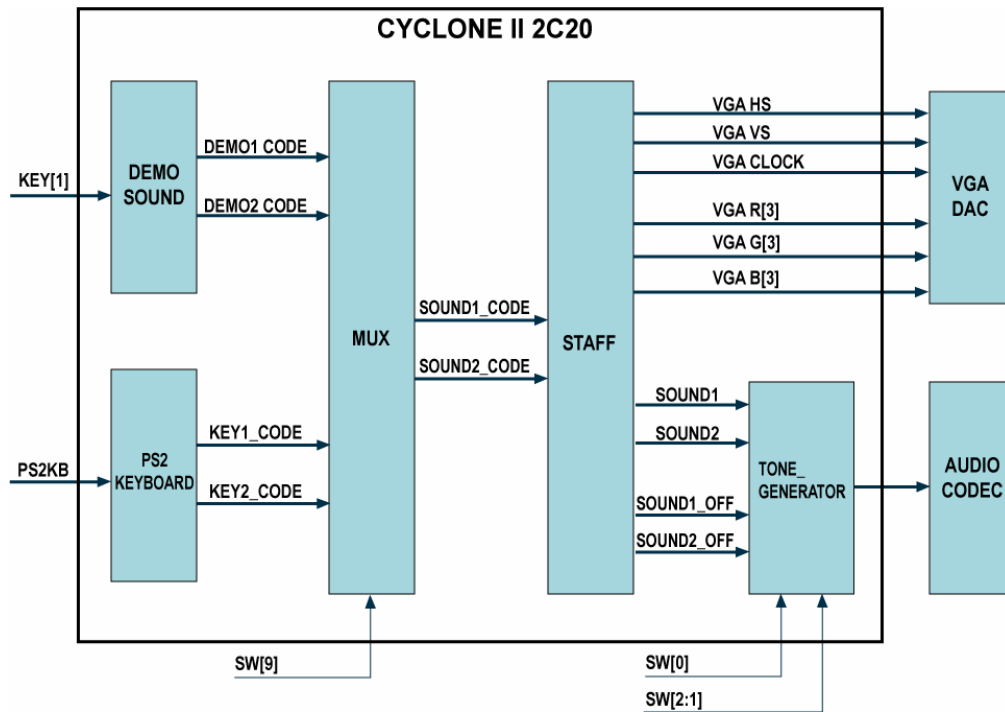 CYCLONE II 2C20
KEY[1]
DEMO
SOUND
DEMO1 CODE
DEMO2 CODE
PS2KB
PS2
KEYBOARD
KEY1_CODE
KEY2_CODE
MUX
SW[9]
SOUND1_CODE
SOUND2_CODE
STAFF
VGA HS
VGA VS
VGA CLOCK
VGA R[3]
VGA G[3]
VGA B[3]
VGA
DAC
SOUND1
SOUND2
SOUND1_OFF
SOUND2_OFF
TONE_
GENERATOR
AUDIO
CODEC
SW[0]
SW[2:1]